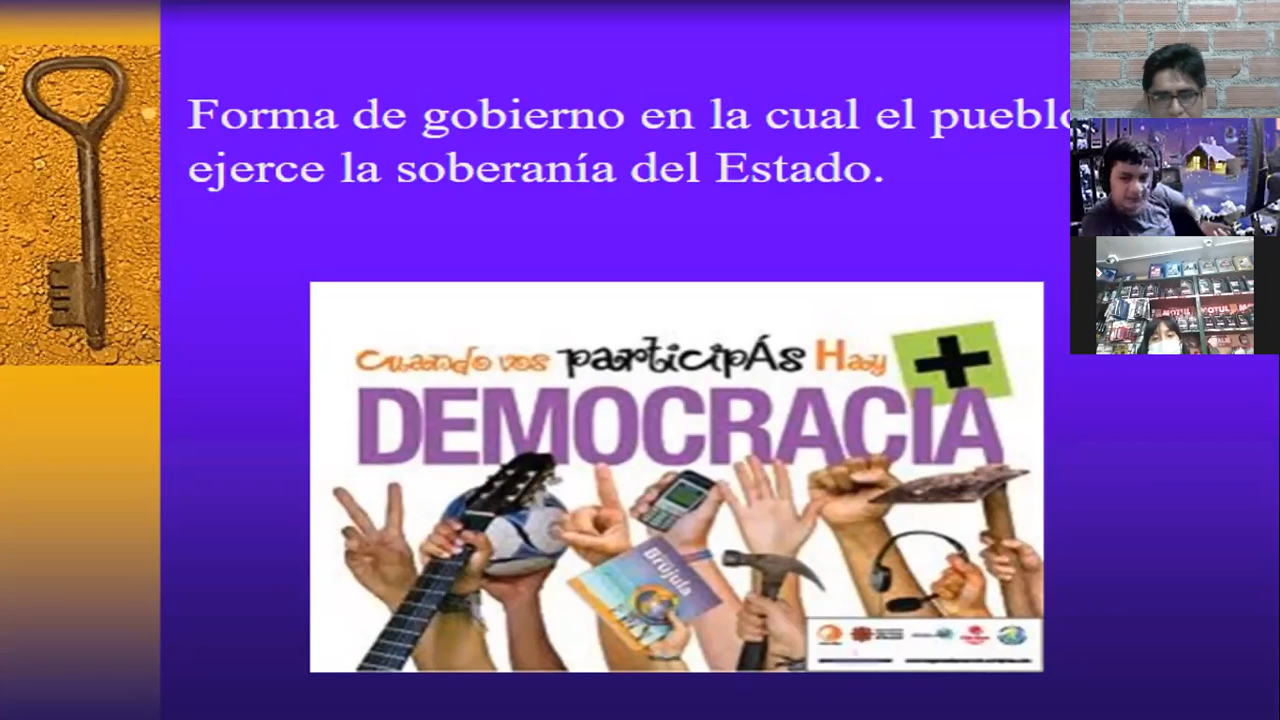 Forma de gobierno en la cual el pueblo
ejerce la soberanía del Estado.
cuando vos participÁs Hay +
DEMOCRACIA
Brújula
MOTUL